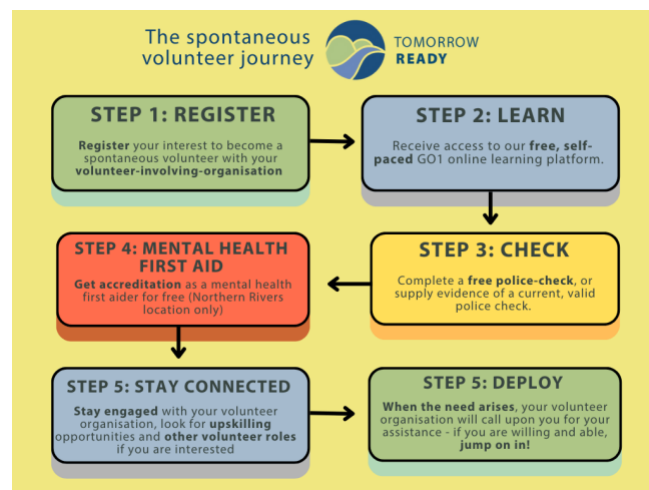 The spontaneous
volunteer journey
TOMORROW
READY
STEP 1: REGISTER
Register your interest to become a
spontaneous volunteer with your
volunteer-involving-organisation
STEP 2: LEARN
Receive access to our free, self-
paced GO1 online learning platform.
STEP 3: CHECK
Complete a free police-check, or
supply evidence of a current, valid
police check.
STEP 4: MENTAL HEALTH
FIRST AID
Get accreditation as a mental health
first aider for free (Northern Rivers
location only)
STEP 5: STAY CONNECTED
Stay engaged with your volunteer
organisation, look for upskilling
opportunities and other volunteer roles
if you are interested
STEP 5: DEPLOY
When the need arises, your volunteer
organisation will call upon you for your
assistance - if you are willing and able,
jump on in!